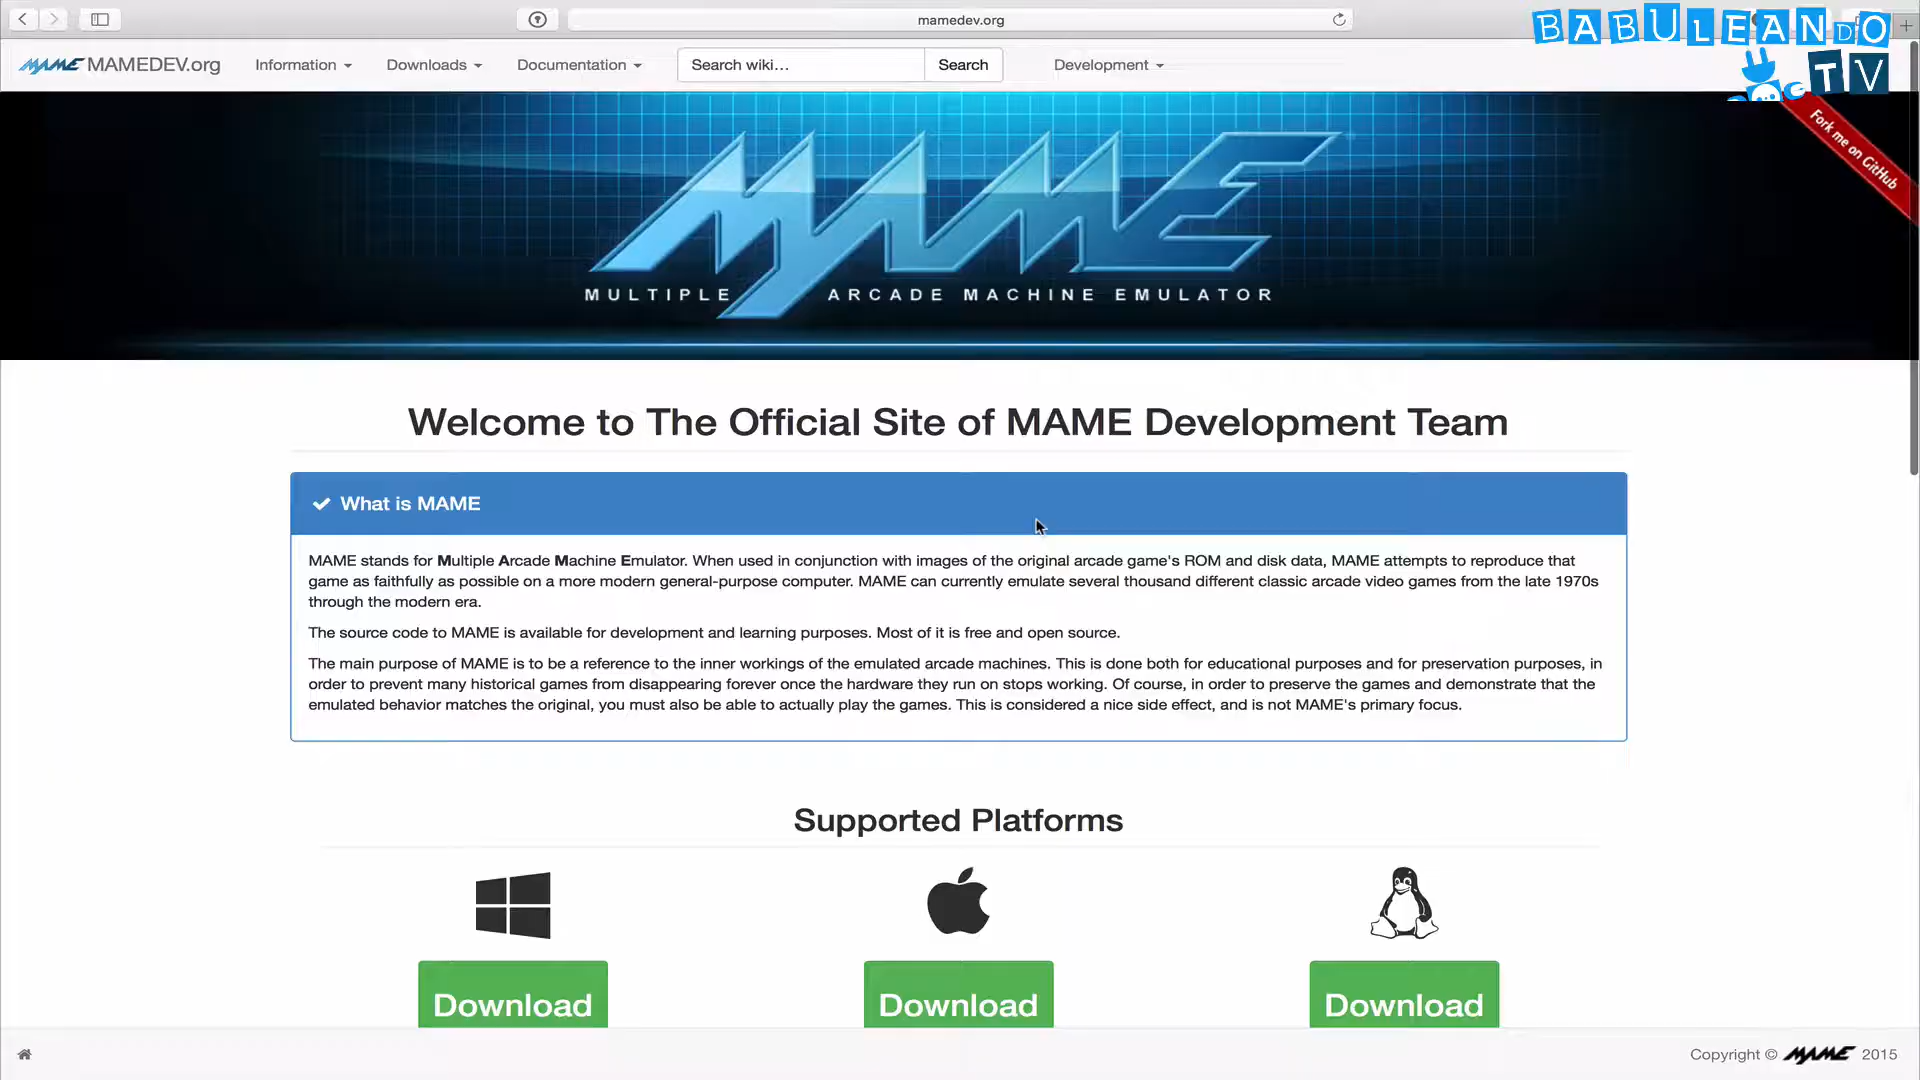 mamedev.org
BABULEANDO
TV
MAME MAMEDEV.org Information Downloads Documentation Search wiki... Search Development
Fork me on GitHub
MAME
MULTIPLE ARCADE MACHINE EMULATOR
Welcome to The Official Site of MAME Development Team
What is MAME
MAME stands for Multiple Arcade Machine Emulator. When used in conjunction with images of the original arcade game's ROM and disk data, MAME attempts to reproduce that
game as faithfully as possible on a more modern general-purpose computer. MAME can currently emulate several thousand different classic arcade video games from the late 1970s
through the modern era.
The source code to MAME is available for development and learning purposes. Most of it is free and open source.
The main purpose of MAME is to be a reference to the inner workings of the emulated arcade machines. This is done both for educational purposes and for preservation purposes, in
order to prevent many historical games from disappearing forever once the hardware they run on stops working. Of course, in order to preserve the games and demonstrate that the
emulated behavior matches the original, you must also be able to actually play the games. This is considered a nice side effect, and is not MAME's primary focus.
Supported Platforms
Download Download Download
Copyright © MAME 2015